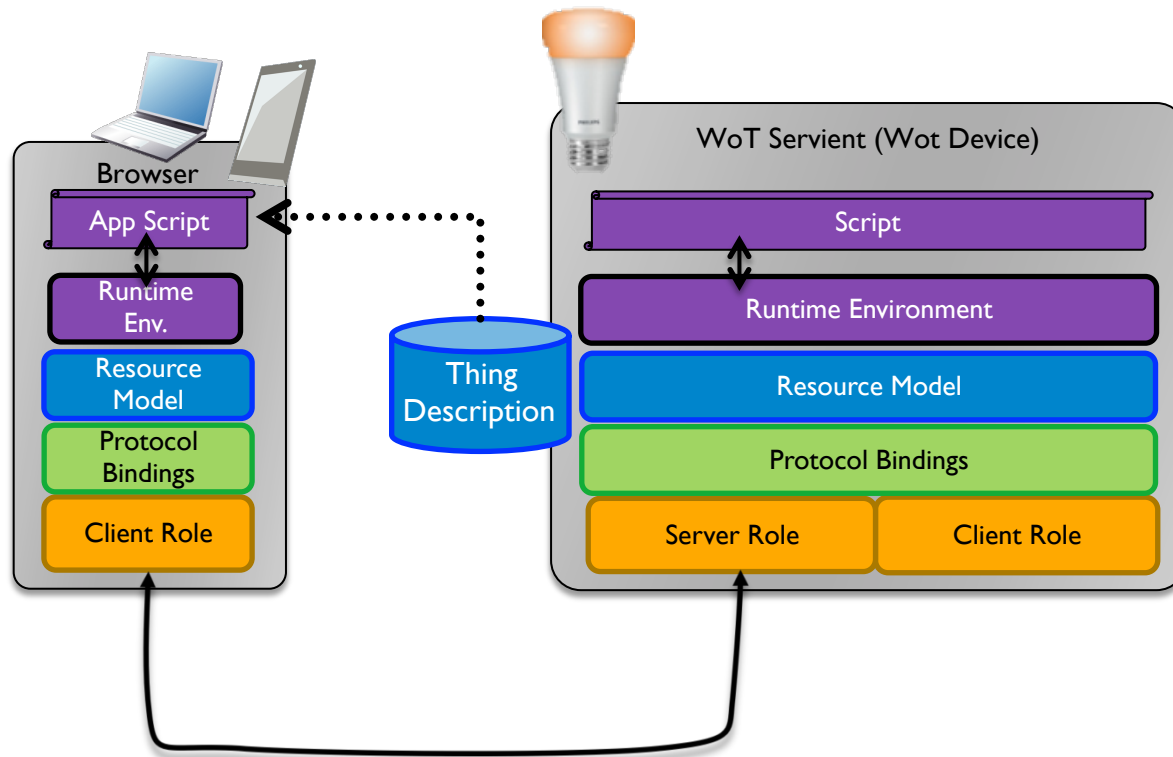 WoT Servient (Wot Device)
Browser
App Script
Script
Runtime
Env.
Runtime Environment
Thing
Description
Resource
Model
Resource Model
Protocol
Bindings
Protocol Bindings
Client Role
Server Role
Client Role